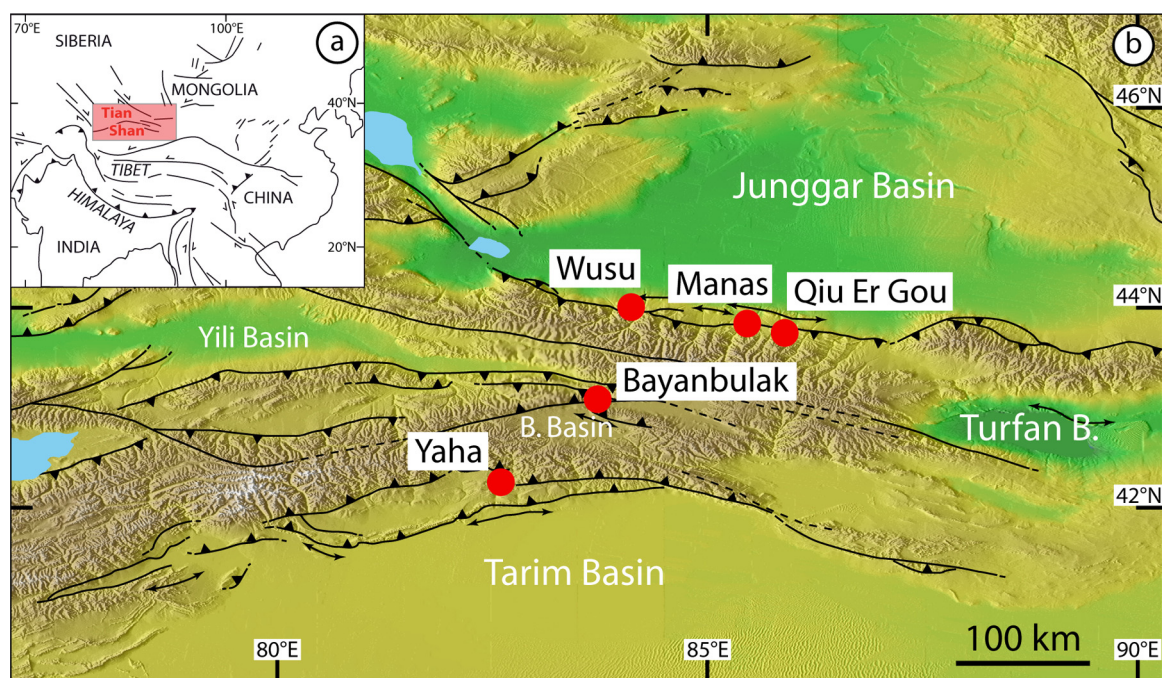 70°E
100°E
a
SIBERIA
MONGOLIA
40°N
Tian
Shan
TIBET
CHINA
HIMALAYA
INDIA
20°N
b
46°N
Junggar Basin
Wusu
Manas
Qiu Er Gou
44°N
Yili Basin
Bayanbulak
B. Basin
Turfan B.
Yaha
42°N
Tarim Basin
80°E
85°E
100 km
90°E